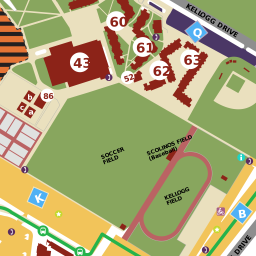 KELLOGG DRIVE
60
Q
61
43
63
62
52
86
B
C
A
SCOLINOS FIELD
(Baseball)
SOCCER
FIELD
KELLOGG
FIELD
B
DRIVE